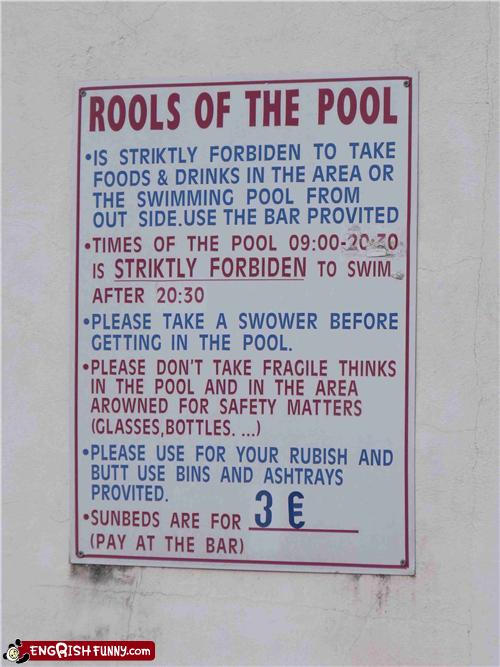 ROOLS OF THE POOL
•IS STRIKTLY FORBIDEN TO TAKE
FOODS & DRINKS IN THE AREA OR
THE SWIMMING POOL FROM
OUT SIDE.USE THE BAR PROVITED
•TIMES OF THE POOL 09:00-20:30
IS STRIKTLY FORBIDEN TO SWIM
AFTER 20:30
•PLEASE TAKE A SWOWER BEFORE
GETTING IN THE POOL.
•PLEASE DON'T TAKE FRAGILE THINKS
IN THE POOL AND IN THE AREA
AROWNED FOR SAFETY MATTERS
(GLASSES,BOTTLES. ...)
•PLEASE USE FOR YOUR RUBISH AND
BUTT USE BINS AND ASHTRAYS
PROVITED.
•SUNBEDS ARE FOR 3 €
(PAY AT THE BAR)
ENGRISHFUNNY.COM